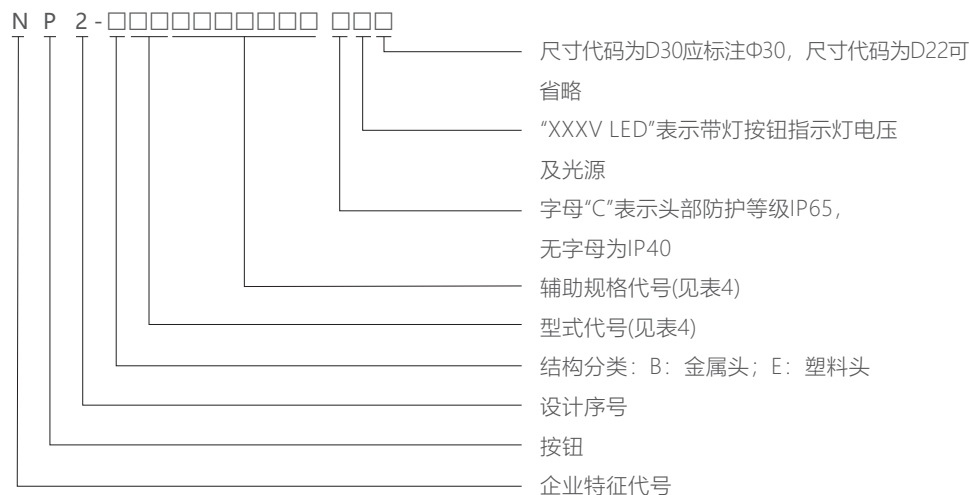 N P 2-□□□□□□□□□□ □□□
尺寸代码为D30应标注Φ30，尺寸代码为D22可
省略
“XXXV LED”表示带灯按钮指示灯电压
及光源
字母“C”表示头部防护等级IP65，
无字母为IP40
辅助规格代号(见表4)
型式代号(见表4)
结构分类：B：金属头；E：塑料头
设计序号
按钮
企业特征代号